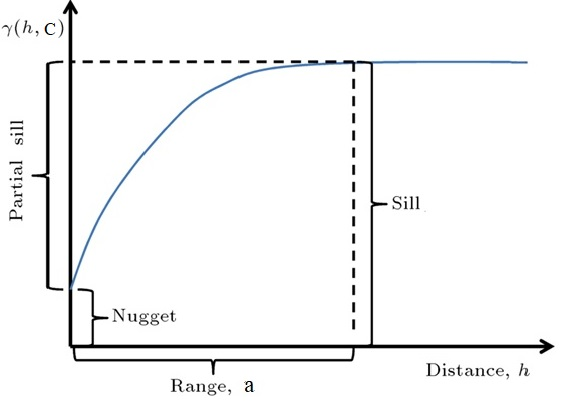 γ(h, C)
Partial sill
Sill
Nugget
Distance, h
Range, a